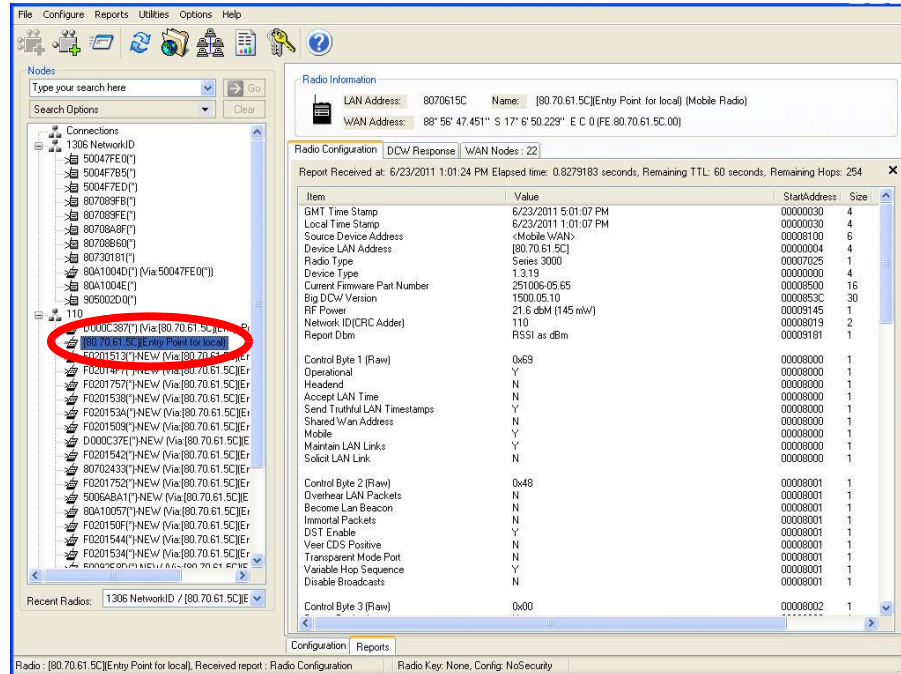 File Configure Reports Utilities Options Help
Nodes
Type your search here Go
Search Options Clear
Connections
1306 NetworkID
50047FE0(*)
5004F7B5(*)
5004F7ED(*)
807089FB(*)
807089FE(*)
80708A8F(*)
80708B60(*)
80730181(*)
80A1004D(*) (Via:50047FE0(*))
80A1004E(*)
905002D0(*)
110
D000C387(*) (Via:[80.70.61.5C](Entry Po
[80.70.61.5C](Entry Point for local)
F0201513(*)-NEW (Via:[80.70.61.5C](Er
F02014F7(*)-NEW (Via:[80.70.61.5C](Er
F0201757(*)-NEW (Via:[80.70.61.5C](Er
F0201538(*)-NEW (Via:[80.70.61.5C](Er
F020153A(*)-NEW (Via:[80.70.61.5C](Er
F0201509(*)-NEW (Via:[80.70.61.5C](Er
D000C37E(*)-NEW (Via:[80.70.61.5C](E
F0201542(*)-NEW (Via:[80.70.61.5C](Er
80702433(*)-NEW (Via:[80.70.61.5C](Er
F0201752(*)-NEW (Via:[80.70.61.5C](Er
5006ABA1(*)-NEW (Via:[80.70.61.5C](E
80A10057(*)-NEW (Via:[80.70.61.5C](Er
F020150F(*)-NEW (Via:[80.70.61.5C](Er
F0201544(*)-NEW (Via:[80.70.61.5C](Er
F0201534(*)-NEW (Via:[80.70.61.5C](Er
Recent Radios: 1306 NetworkID / [80.70.61.5C](E
Radio Information
LAN Address: 8070615C Name: [80.70.61.5C](Entry Point for local) (Mobile Radio)
WAN Address: 88° 56' 47.451" S 17° 6' 50.229" E C 0 (FE.80.70.61.5C.00)
Radio Configuration DCW Response WAN Nodes : 22
Report Received at: 6/23/2011 1:01:24 PM Elapsed time: 0.8279183 seconds, Remaining TTL: 60 seconds, Remaining Hops: 254
Item Value StartAddress Size
GMT Time Stamp 6/23/2011 5:01:07 PM 00000030 4
Local Time Stamp 6/23/2011 1:01:07 PM 00000030 4
Source Device Address <Mobile WAN> 00008100 6
Device LAN Address [80.70.61.5C] 00000004 4
Radio Type Series 3000 00007025 1
Device Type 1.3.19 00000000 4
Current Firmware Part Number 251006-05.65 00008500 16
Big DCW Version 1500.05.10 0000853C 30
RF Power 21.6 dbM (145 mW) 00009145 1
Network ID(CRC Adder) 110 00008019 2
Report Dbm RSSI as dBm 00009181 1
Control Byte 1 (Raw) 0x69 00008000 1
Operational Y 00008000 1
Headend N 00008000 1
Accept LAN Time N 00008000 1
Send Truthful LAN Timestamps Y 00008000 1
Shared Wan Address N 00008000 1
Mobile Y 00008000 1
Maintain LAN Links Y 00008000 1
Solicit LAN Link N 00008000 1
Control Byte 2 (Raw) 0x48 00008001 1
Overhear LAN Packets N 00008001 1
Become Lan Beacon N 00008001 1
Immortal Packets N 00008001 1
DST Enable Y 00008001 1
Veer CDS Positive N 00008001 1
Transparent Mode Port N 00008001 1
Variable Hop Sequence Y 00008001 1
Disable Broadcasts N 00008001 1
Control Byte 3 (Raw) 0x00 00008002 1
Configuration Reports
Radio : [80.70.61.5C](Entry Point for local), Received report : Radio Configuration Radio Key: None, Config: NoSecurity